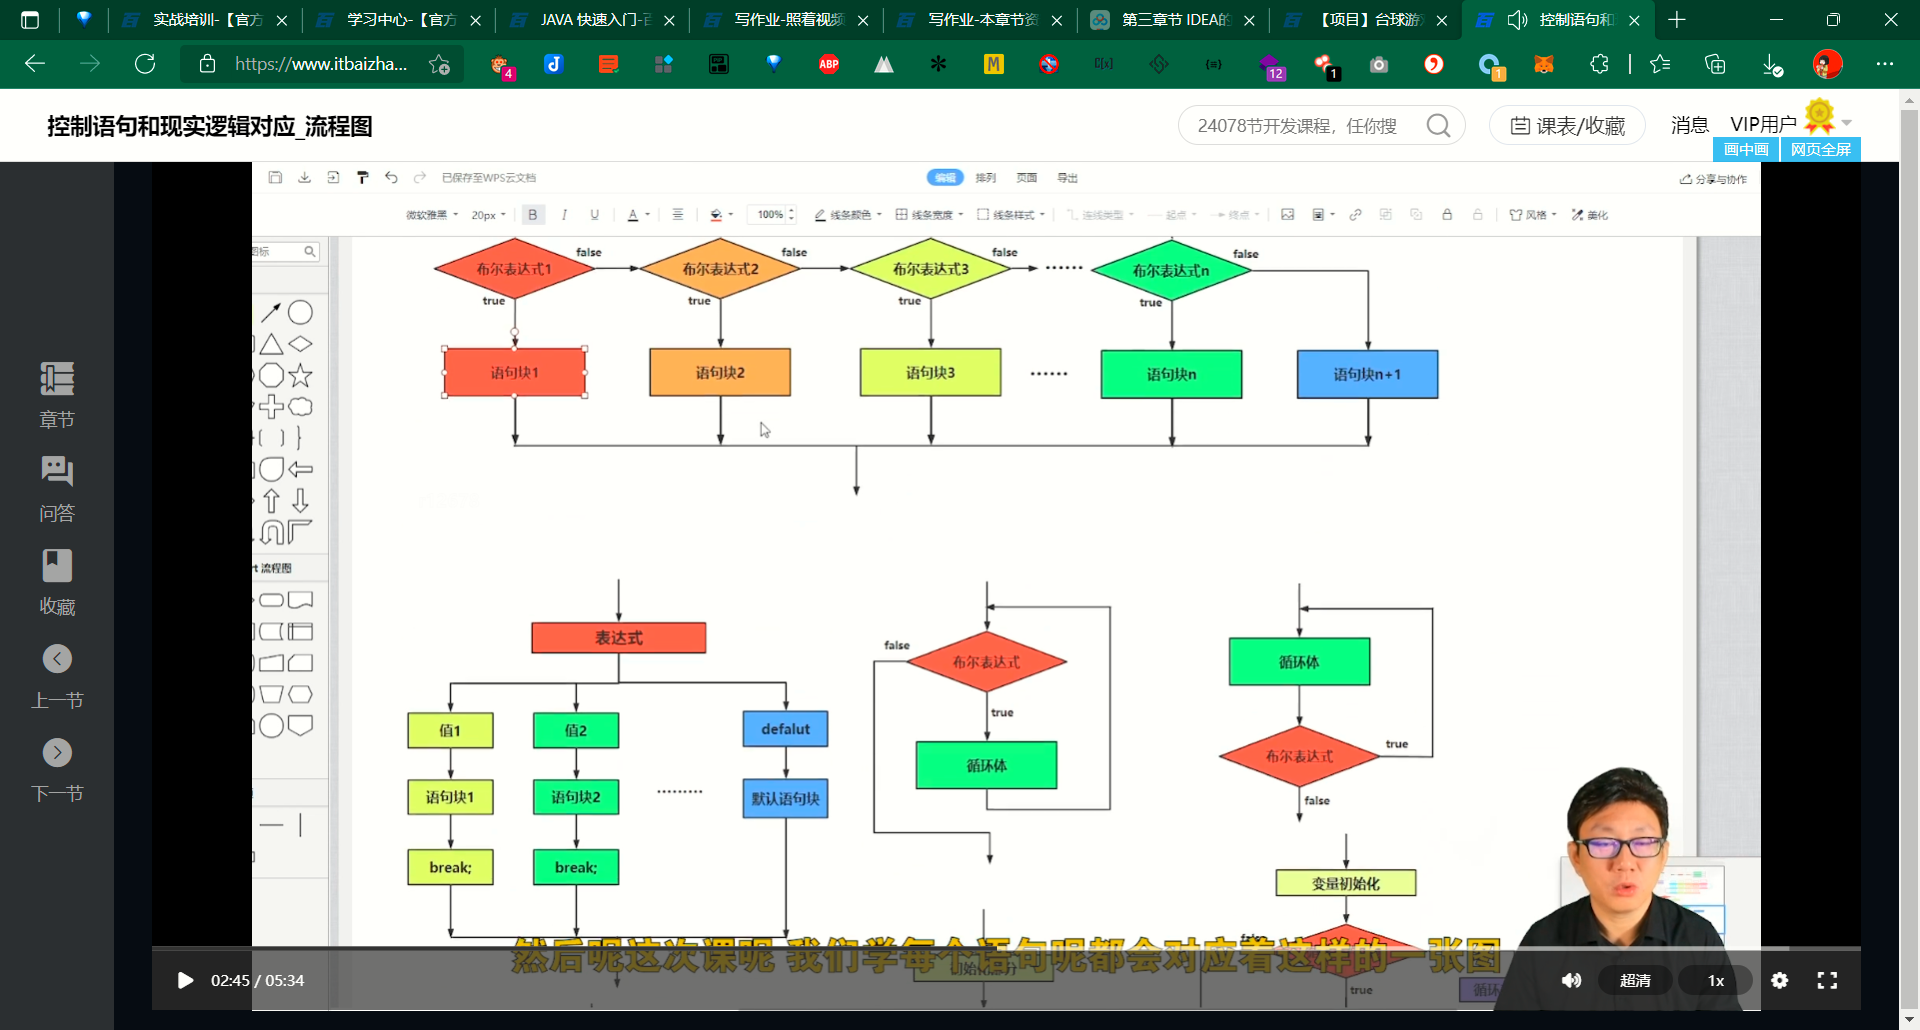 实战培训-【官方
学习中心-【官方
JAVA 快速入门-百
写作业-照着视频
写作业-本章节资
第三章节 IDEA的
【项目】台球游戏
控制语句和
https://www.itbaizha...
4
ABP
M
12
1
1
控制语句和现实逻辑对应_流程图
24078节开发课程，任你搜
课表/收藏
消息
VIP用户
画中画
网页全屏
已保存至WPS云文档
编辑
排列
页面
导出
分享与协作
微软雅黑
20px
B
I
U
A
100%
线条颜色
线条宽度
线条样式
连线类型
起点
终点
风格
美化
图标
布尔表达式1
false
布尔表达式2
false
布尔表达式3
false
......
布尔表达式n
false
true
true
true
true
语句块1
语句块2
语句块3
......
语句块n
语句块n+1
章节
问答
收藏
上一节
下一节
rt 流程图
表达式
值1
值2
defalut
语句块1
语句块2
.........
默认语句块
break;
break;
false
布尔表达式
true
循环体
循环体
布尔表达式
true
false
变量初始化
false
true
然后呢这次课呢 我们学每个语句呢都会对应着这样的一张图
02:45 / 05:34
超清
1x